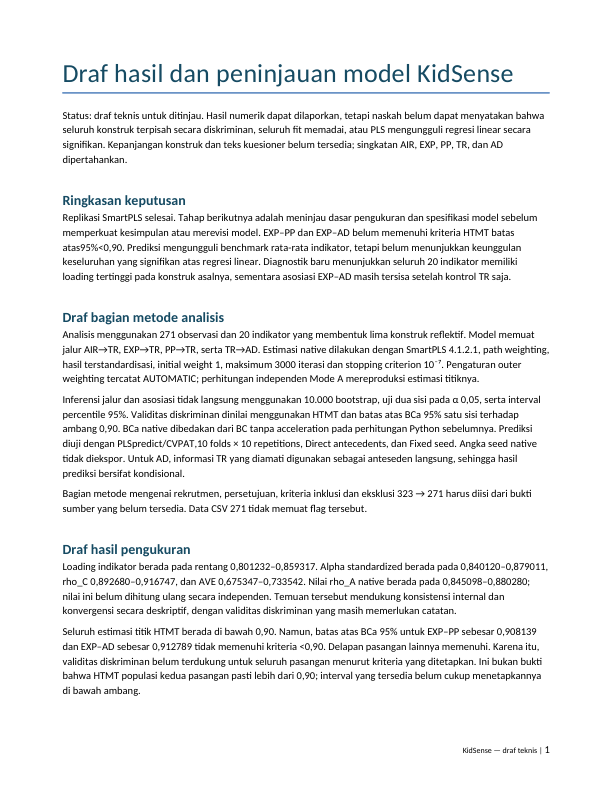 Draf hasil dan peninjauan model KidSense
Status: draf teknis untuk ditinjau. Hasil numerik dapat dilaporkan, tetapi naskah belum dapat menyatakan bahwa
seluruh konstruk terpisah secara diskriminan, seluruh fit memadai, atau PLS mengungguli regresi linear secara
signifikan. Kepanjangan konstruk dan teks kuesioner belum tersedia; singkatan AIR, EXP, PP, TR, dan AD
dipertahankan.
Ringkasan keputusan
Replikasi SmartPLS selesai. Tahap berikutnya adalah meninjau dasar pengukuran dan spesifikasi model sebelum
memperkuat kesimpulan atau merevisi model. EXP–PP dan EXP–AD belum memenuhi kriteria HTMT batas
atas95%<0,90. Prediksi mengungguli benchmark rata-rata indikator, tetapi belum menunjukkan keunggulan
keseluruhan yang signifikan atas regresi linear. Diagnostik baru menunjukkan seluruh 20 indikator memiliki
loading tertinggi pada konstruk asalnya, sementara asosiasi EXP–AD masih tersisa setelah kontrol TR saja.
Draf bagian metode analisis
Analisis menggunakan 271 observasi dan 20 indikator yang membentuk lima konstruk reflektif. Model memuat
jalur AIR→TR, EXP→TR, PP→TR, serta TR→AD. Estimasi native dilakukan dengan SmartPLS 4.1.2.1, path weighting,
hasil terstandardisasi, initial weight 1, maksimum 3000 iterasi dan stopping criterion 10⁻⁷. Pengaturan outer
weighting tercatat AUTOMATIC; perhitungan independen Mode A mereproduksi estimasi titiknya.
Inferensi jalur dan asosiasi tidak langsung menggunakan 10.000 bootstrap, uji dua sisi pada α 0,05, serta interval
percentile 95%. Validitas diskriminan dinilai menggunakan HTMT dan batas atas BCa 95% satu sisi terhadap
ambang 0,90. BCa native dibedakan dari BC tanpa acceleration pada perhitungan Python sebelumnya. Prediksi
diuji dengan PLSpredict/CVPAT,10 folds × 10 repetitions, Direct antecedents, dan Fixed seed. Angka seed native
tidak diekspor. Untuk AD, informasi TR yang diamati digunakan sebagai anteseden langsung, sehingga hasil
prediksi bersifat kondisional.
Bagian metode mengenai rekrutmen, persetujuan, kriteria inklusi dan eksklusi 323 → 271 harus diisi dari bukti
sumber yang belum tersedia. Data CSV 271 tidak memuat flag tersebut.
Draf hasil pengukuran
Loading indikator berada pada rentang 0,801232–0,859317. Alpha standardized berada pada 0,840120–0,879011,
rho_C 0,892680–0,916747, dan AVE 0,675347–0,733542. Nilai rho_A native berada pada 0,845098–0,880280;
nilai ini belum dihitung ulang secara independen. Temuan tersebut mendukung konsistensi internal dan
konvergensi secara deskriptif, dengan validitas diskriminan yang masih memerlukan catatan.
Seluruh estimasi titik HTMT berada di bawah 0,90. Namun, batas atas BCa 95% untuk EXP–PP sebesar 0,908139
dan EXP–AD sebesar 0,912789 tidak memenuhi kriteria <0,90. Delapan pasangan lainnya memenuhi. Karena itu,
validitas diskriminan belum terdukung untuk seluruh pasangan menurut kriteria yang ditetapkan. Ini bukan bukti
bahwa HTMT populasi kedua pasangan pasti lebih dari 0,90; interval yang tersedia belum cukup menetapkannya
di bawah ambang.
KidSense — draf teknis | 1